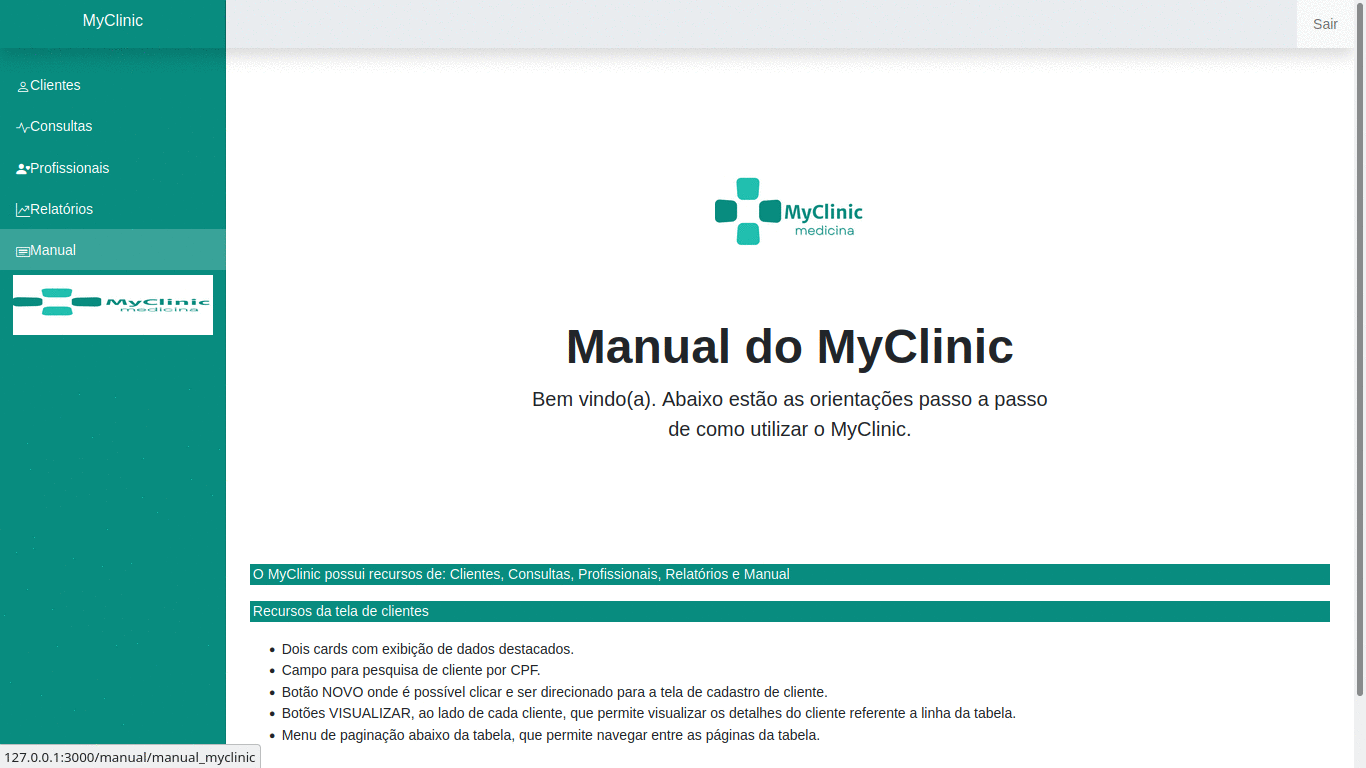 MyClinic
Sair
Clientes
Consultas
Profissionais
Relatórios
Manual
MyClinic
medicina
MyClinic
medicina
Manual do MyClinic
Bem vindo(a). Abaixo estão as orientações passo a passo
de como utilizar o MyClinic.
O MyClinic possui recursos de: Clientes, Consultas, Profissionais, Relatórios e Manual
Recursos da tela de clientes
• Dois cards com exibição de dados destacados.
• Campo para pesquisa de cliente por CPF.
• Botão NOVO onde é possível clicar e ser direcionado para a tela de cadastro de cliente.
• Botões VISUALIZAR, ao lado de cada cliente, que permite visualizar os detalhes do cliente referente a linha da tabela.
• Menu de paginação abaixo da tabela, que permite navegar entre as páginas da tabela.
127.0.0.1:3000/manual/manual_myclinic